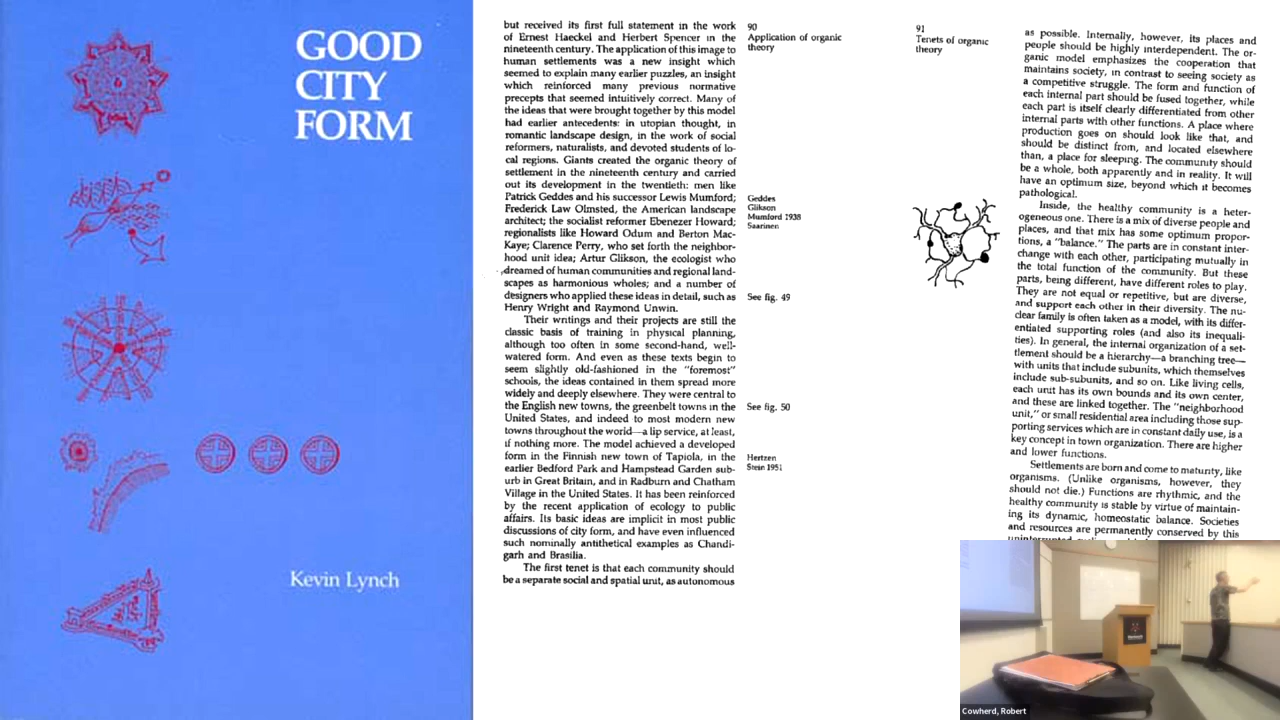 GOOD
CITY
FORM
Kevin Lynch
but received its first full statement in the work
of Ernest Haeckel and Herbert Spencer in the
nineteenth century. The application of this image to
human settlements was a new insight which
seemed to explain many earlier puzzles, an insight
which reinforced many previous normative
precepts that seemed intuitively correct. Many of
the ideas that were brought together by this model
had earlier antecedents: in utopian thought, in
romantic landscape design, in the work of social
reformers, naturalists, and devoted students of lo-
cal regions. Giants created the organic theory of
settlement in the nineteenth century and carried
out its development in the twentieth: men like
Patrick Geddes and his successor Lewis Mumford;
Frederick Law Olmsted, the American landscape
architect; the socialist reformer Ebenezer Howard;
regionalists like Howard Odum and Berton Mac-
Kaye; Clarence Perry, who set forth the neighbor-
hood unit idea; Artur Glikson, the ecologist who
dreamed of human communities and regional land-
scapes as harmonious wholes; and a number of
designers who applied these ideas in detail, such as
Henry Wright and Raymond Unwin.
Their writings and their projects are still the
classic basis of training in physical planning,
although too often in some second-hand, well-
watered form. And even as these texts begin to
seem slightly old-fashioned in the "foremost"
schools, the ideas contained in them spread more
widely and deeply elsewhere. They were central to
the English new towns, the greenbelt towns in the
United States, and indeed to most modern new
towns throughout the world—a lip service, at least,
if nothing more. The model achieved a developed
form in the Finnish new town of Tapiola, in the
earlier Bedford Park and Hampstead Garden sub-
urb in Great Britain, and in Radburn and Chatham
Village in the United States. It has been reinforced
by the recent application of ecology to public
affairs. Its basic ideas are implicit in most public
discussions of city form, and have even influenced
such nominally antithetical examples as Chandi-
garh and Brasilia.
The first tenet is that each community should
be a separate social and spatial unit, as autonomous
90
Application of organic
theory
Geddes
Glikson
Mumford 1938
Saarinen
See fig. 49
See fig. 50
Hertzen
Stein 1951
91
Tenets of organic
theory
as possible. Internally, however, its places and
people should be highly interdependent. The or-
ganic model emphasizes the cooperation that
maintains society, in contrast to seeing society as
a competitive struggle. The form and function of
each internal part should be fused together, while
each part is itself clearly differentiated from other
internal parts with other functions. A place where
production goes on should look like that, and
should be distinct from, and located elsewhere
than, a place for sleeping. The community should
be a whole, both apparently and in reality. It will
have an optimum size, beyond which it becomes
pathological.
Inside, the healthy community is a heter-
ogeneous one. There is a mix of diverse people and
places, and that mix has some optimum propor-
tions, a "balance." The parts are in constant inter-
change with each other, participating mutually in
the total function of the community. But these
parts, being different, have different roles to play.
They are not equal or repetitive, but are diverse,
and support each other in their diversity. The nu-
clear family is often taken as a model, with its differ-
entiated supporting roles (and also its inequali-
ties). In general, the internal organization of a set-
tlement should be a hierarchy—a branching tree—
with units that include subunits, which themselves
include sub-subunits, and so on. Like living cells,
each unit has its own bounds and its own center,
and these are linked together. The "neighborhood
unit," or small residential area including those sup-
porting services which are in constant daily use, is a
key concept in town organization. There are higher
and lower functions.
Settlements are born and come to maturity, like
organisms. (Unlike organisms, however, they
should not die.) Functions are rhythmic, and the
healthy community is stable by virtue of maintain-
ing its dynamic, homeostatic balance. Societies
and resources are permanently conserved by this
Cowherd, Robert